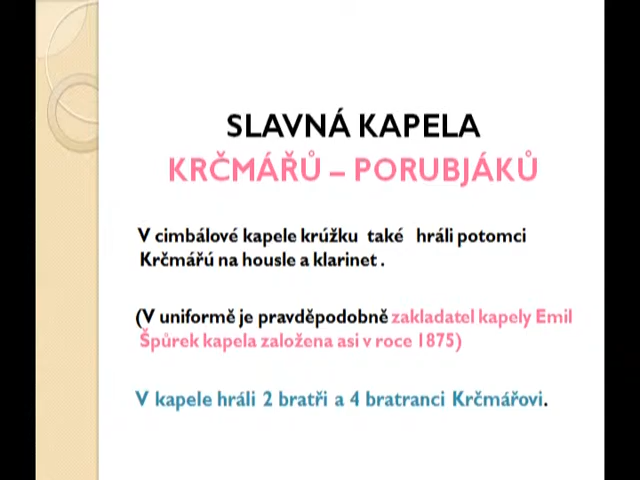 SLAVNÁ KAPELA
KRČMÁŘŮ – PORUBJÁKŮ
V cimbálové kapele krúžku také hráli potomci
Krčmářú na housle a klarinet .
(V uniformě je pravděpodobně zakladatel kapely Emil
Špůrek kapela založena asi v roce 1875)
V kapele hráli 2 bratři a 4 bratranci Krčmářovi.